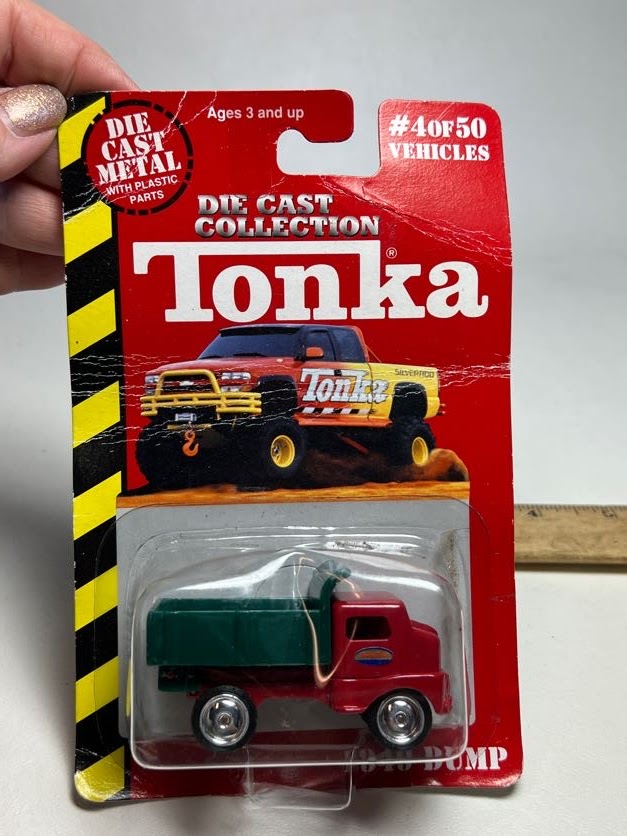 DIE
CAST
METAL
WITH PLASTIC
PARTS
Ages 3 and up
#4 OF 50
VEHICLES
DIE CAST
COLLECTION
Tonka®
Tonka
SILVERADO
DUMP